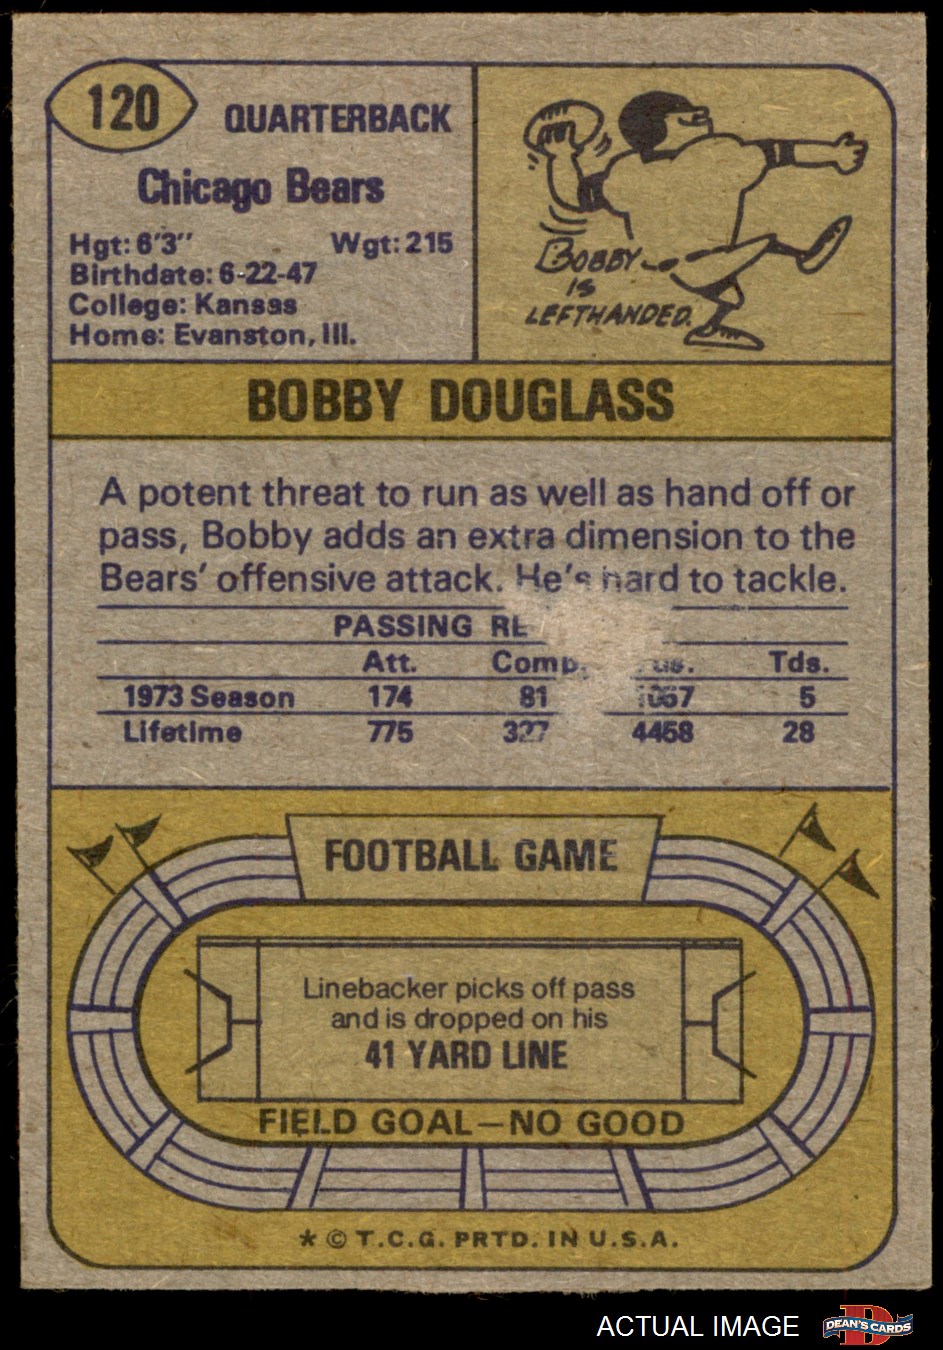 120
QUARTERBACK
Chicago Bears
Hgt: 6'3" Wgt: 215
Birthdate: 6-22-47
College: Kansas
Home: Evanston, Ill.
BOBBY
IS
LEFTHANDED.
BOBBY DOUGLASS
A potent threat to run as well as hand off or
pass, Bobby adds an extra dimension to the
Bears' offensive attack. He's hard to tackle.
PASSING
Att. Comp. Tds.
1973 Season 174 81 5
Lifetime 775 327 4458 28
FOOTBALL GAME
Linebacker picks off pass
and is dropped on his
41 YARD LINE
FIELD GOAL—NO GOOD
* © T.C.G. PRTD. IN U.S.A.
ACTUAL IMAGE
DEAN'S CARDS